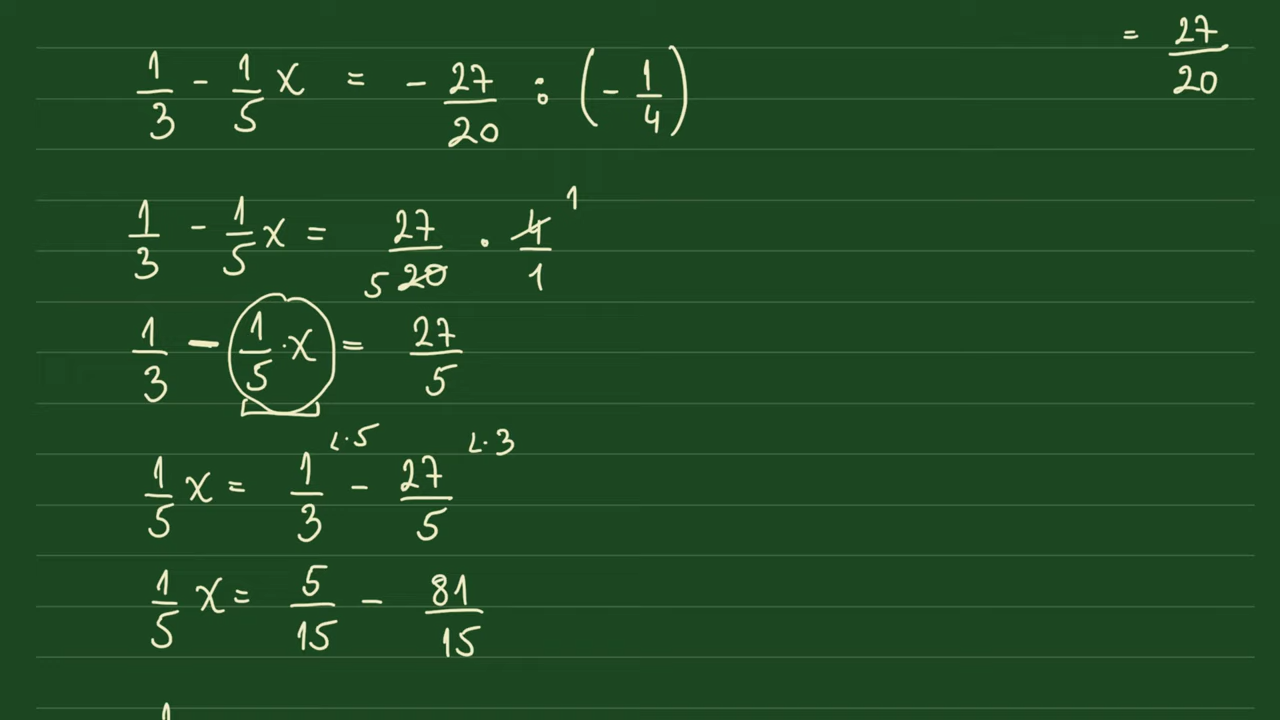 = 27/20
1/3 - 1/5 x = - 27/20 : (- 1/4)
1/3 - 1/5 x = 27/5 20 · 4/1 1
1/3 - 1/5 · x = 27/5
1/5 x = 1/3 ∟·5 - 27/5 ∟·3
1/5 x = 5/15 - 81/15